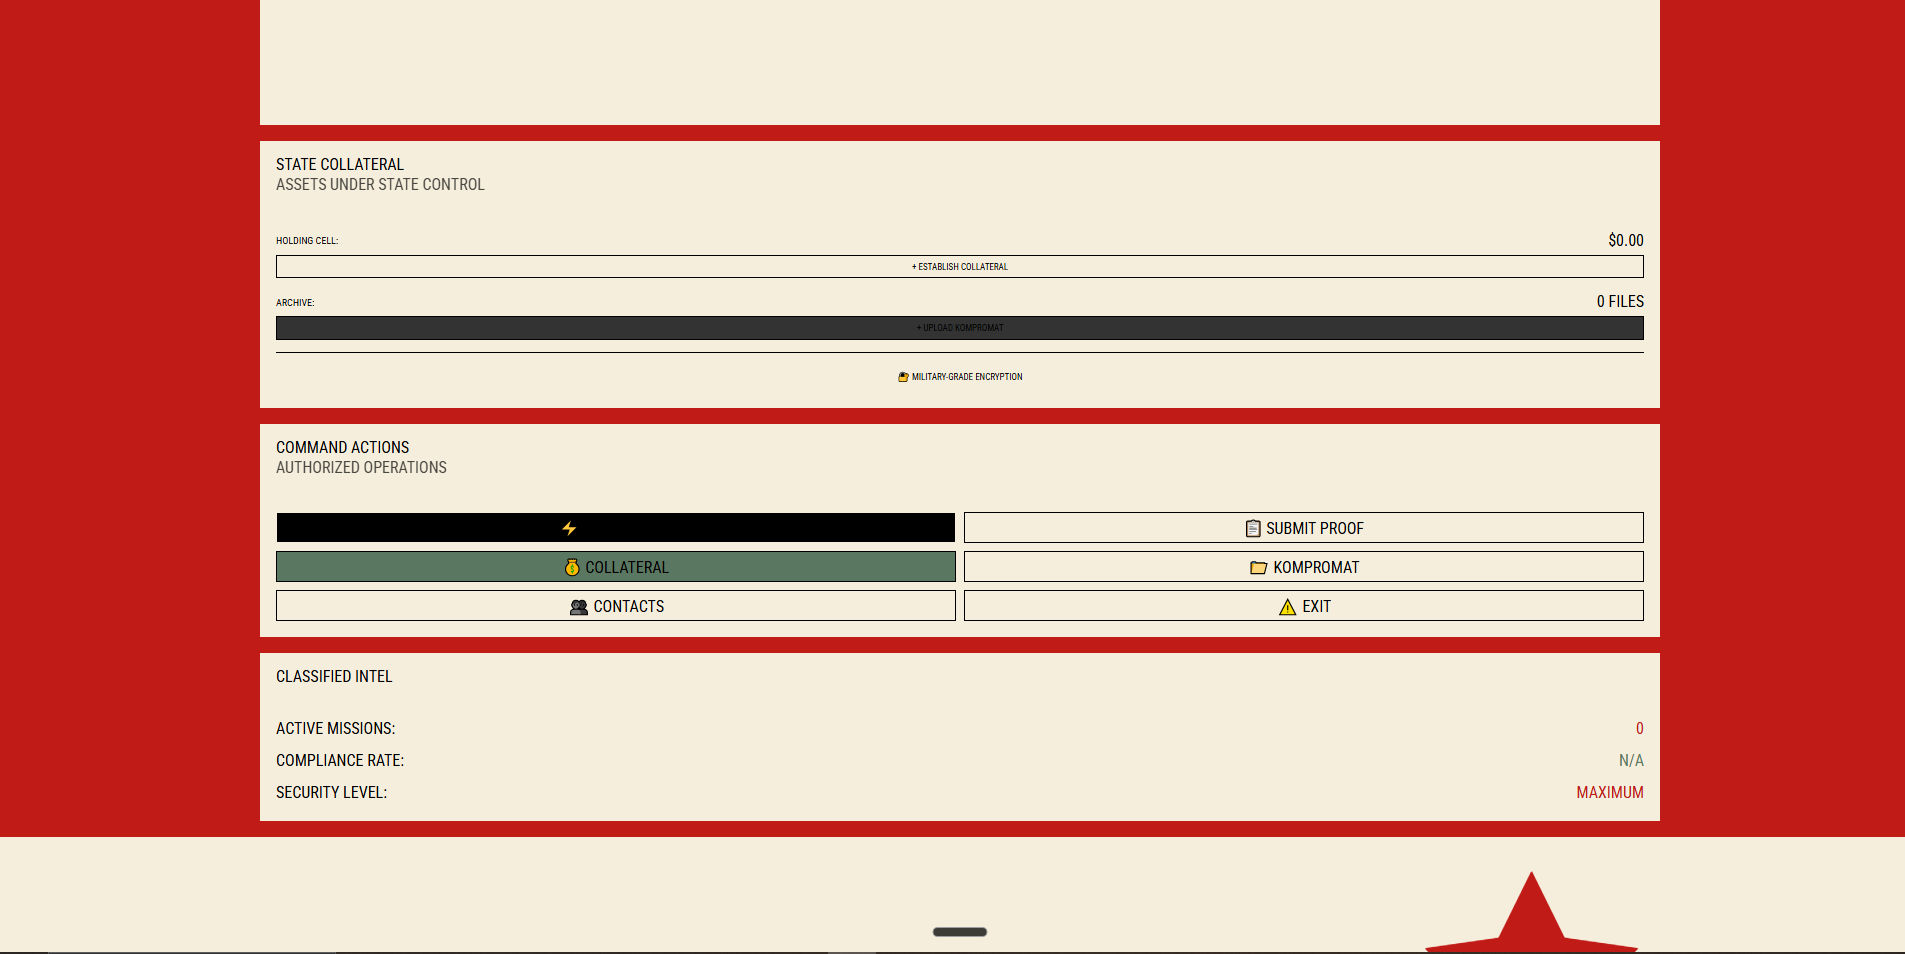 STATE COLLATERAL
ASSETS UNDER STATE CONTROL
HOLDING CELL: $0.00
+ ESTABLISH COLLATERAL
ARCHIVE: 0 FILES
+ UPLOAD KOMPROMAT
MILITARY-GRADE ENCRYPTION
COMMAND ACTIONS
AUTHORIZED OPERATIONS
SUBMIT PROOF
COLLATERAL
KOMPROMAT
CONTACTS
EXIT
CLASSIFIED INTEL
ACTIVE MISSIONS: 0
COMPLIANCE RATE: N/A
SECURITY LEVEL: MAXIMUM